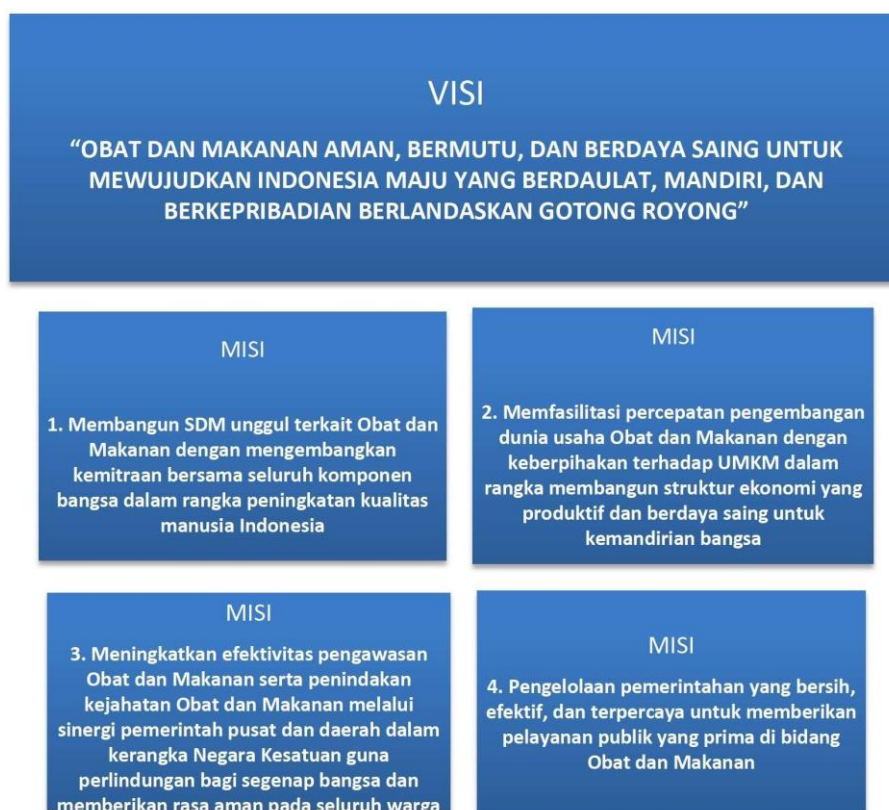 VISI
“OBAT DAN MAKANAN AMAN, BERMUTU, DAN BERDAYA SAING UNTUK
MEWUJUDKAN INDONESIA MAJU YANG BERDAULAT, MANDIRI, DAN
BERKEPRIBADIAN BERLANDASKAN GOTONG ROYONG”
MISI
1. Membangun SDM unggul terkait Obat dan
Makanan dengan mengembangkan
kemitraan bersama seluruh komponen
bangsa dalam rangka peningkatan kualitas
manusia Indonesia
MISI
2. Memfasilitasi percepatan pengembangan
dunia usaha Obat dan Makanan dengan
keberpihakan terhadap UMKM dalam
rangka membangun struktur ekonomi yang
produktif dan berdaya saing untuk
kemandirian bangsa
MISI
3. Meningkatkan efektivitas pengawasan
Obat dan Makanan serta penindakan
kejahatan Obat dan Makanan melalui
sinergi pemerintah pusat dan daerah dalam
kerangka Negara Kesatuan guna
perlindungan bagi segenap bangsa dan
memberikan rasa aman pada seluruh warga
MISI
4. Pengelolaan pemerintahan yang bersih,
efektif, dan terpercaya untuk memberikan
pelayanan publik yang prima di bidang
Obat dan Makanan